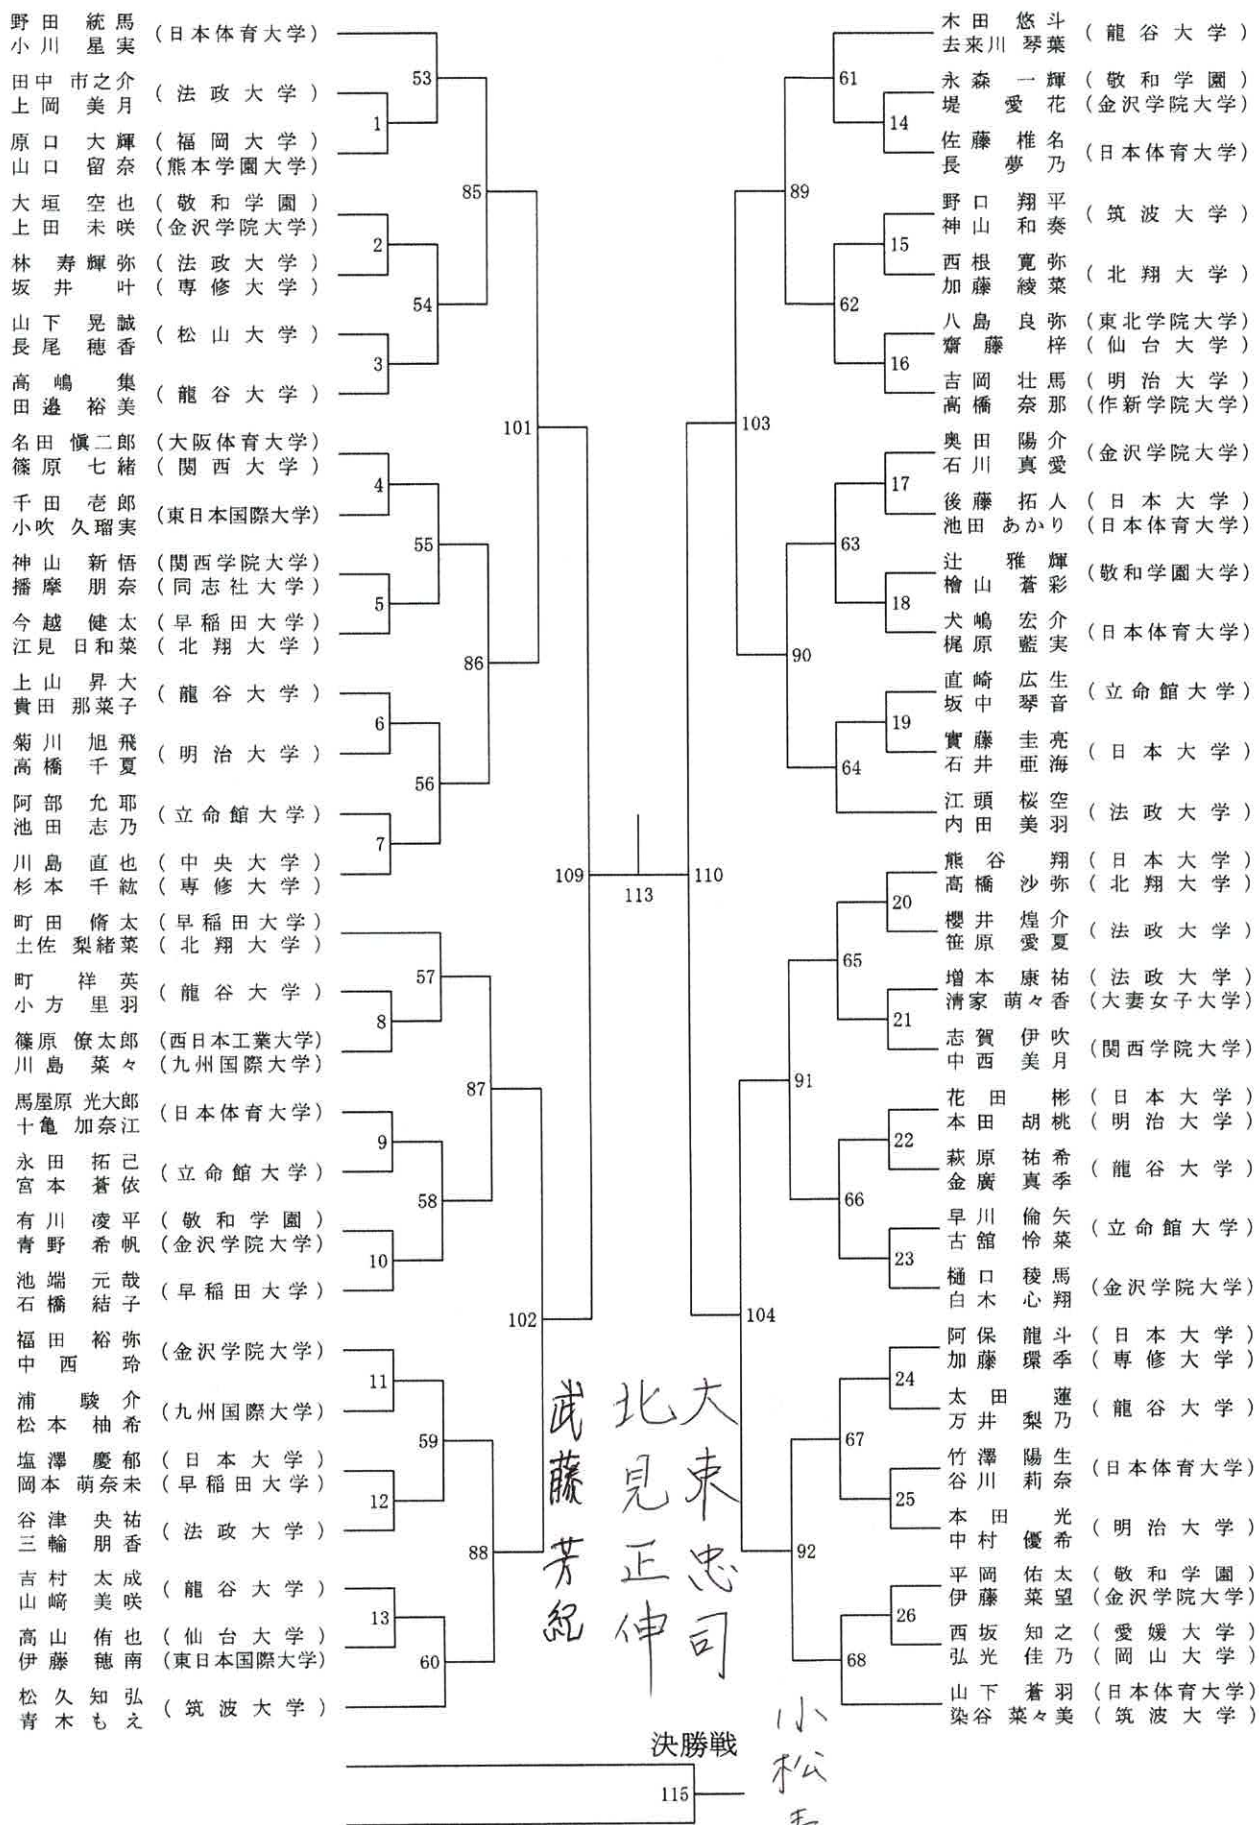 野田 統馬
小川 星実 (日本体育大学)
53
田中 市之介
上岡 美月 (法政大学)
1
原口 大輝 (福岡大学)
山口 留奈 (熊本学園大学)
85
大垣 空也 (敬和学園)
上田 未咲 (金沢学院大学)
2
林 寿輝弥 (法政大学)
坂井 叶 (専修大学)
54
山下 晃誠
長尾 穂香 (松山大学)
3
高嶋 集
田邉 裕美 (龍谷大学)
101
名田 愼二郎 (大阪体育大学)
篠原 七緒 (関西大学)
4
千田 壱郎
小吹 久瑠実 (東日本国際大学)
55
神山 新悟 (関西学院大学)
播摩 朋奈 (同志社大学)
5
今越 健太 (早稲田大学)
江見 日和菜 (北翔大学)
86
上山 昇大
貴田 那菜子 (龍谷大学)
6
菊川 旭飛
高橋 千夏 (明治大学)
56
阿部 允耶
池田 志乃 (立命館大学)
7
川島 直也 (中央大学)
杉本 千紘 (専修大学)
109
町田 脩太 (早稲田大学)
土佐 梨緒菜 (北翔大学)
57
町 祥英
小方 里羽 (龍谷大学)
8
篠原 僚太郎 (西日本工業大学)
川島 菜々 (九州国際大学)
87
馬屋原 光大郎
十亀 加奈江 (日本体育大学)
9
永田 拓己
宮本 蒼依 (立命館大学)
58
有川 凌平 (敬和学園)
青野 希帆 (金沢学院大学)
10
池端 元哉
石橋 結子 (早稲田大学)
102
福田 裕弥
中西 玲 (金沢学院大学)
11
浦 駿介
松本 柚希 (九州国際大学)
59
塩澤 慶郁 (日本大学)
岡本 萌奈未 (早稲田大学)
12
谷津 央祐
三輪 朋香 (法政大学)
88
吉村 太成
山﨑 美咲 (龍谷大学)
13
高山 侑也 (仙台大学)
伊藤 穂南 (東日本国際大学)
60
松久 知弘
青木 もえ (筑波大学)
113
木田 悠斗
去来川 琴葉 (龍谷大学)
61
永森 一輝 (敬和学園)
堤 愛花 (金沢学院大学)
14
佐藤 椎名
長 夢乃 (日本体育大学)
89
野口 翔平
神山 和奏 (筑波大学)
15
西根 寛弥
加藤 綾菜 (北翔大学)
62
八島 良弥 (東北学院大学)
齋藤 梓 (仙台大学)
16
吉岡 壮馬 (明治大学)
高橋 奈那 (作新学院大学)
103
奥田 陽介
石川 真愛 (金沢学院大学)
17
後藤 拓人 (日本大学)
池田 あかり (日本体育大学)
63
辻 雅輝
檜山 蒼彩 (敬和学園大学)
18
犬嶋 宏介
梶原 藍実 (日本体育大学)
90
直崎 広生
坂中 琴音 (立命館大学)
19
實藤 圭亮
石井 亜海 (日本大学)
64
江頭 桜空
内田 美羽 (法政大学)
110
熊谷 翔 (日本大学)
高橋 沙弥 (北翔大学)
20
櫻井 煌介
笹原 愛夏 (法政大学)
65
増本 康祐 (法政大学)
清家 萌々香 (大妻女子大学)
21
志賀 伊吹
中西 美月 (関西学院大学)
91
花田 彬 (日本大学)
本田 胡桃 (明治大学)
22
萩原 祐希
金廣 真季 (龍谷大学)
66
早川 倫矢
古舘 怜菜 (立命館大学)
23
樋口 稜馬
白木 心翔 (金沢学院大学)
104
阿保 龍斗 (日本大学)
加藤 環季 (専修大学)
24
太田 蓮
万井 梨乃 (龍谷大学)
67
竹澤 陽生
谷川 莉奈 (日本体育大学)
25
本田 光
中村 優希 (明治大学)
92
平岡 佑太 (敬和学園)
伊藤 菜望 (金沢学院大学)
26
西坂 知之 (愛媛大学)
弘光 佳乃 (岡山大学)
68
山下 蒼羽 (日本体育大学)
染谷 菜々美 (筑波大学)
大東忠司
北見正伸
武藤芳紀
小松
決勝戦
115